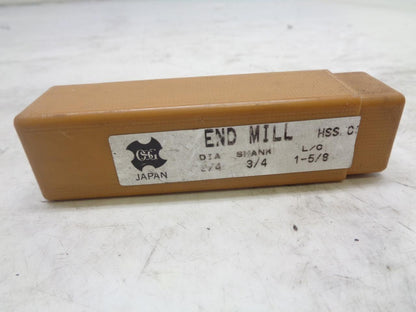 END MILL HSS. C
DIA SHANK L/C
3/4 1-5/8
OSG
JAPAN